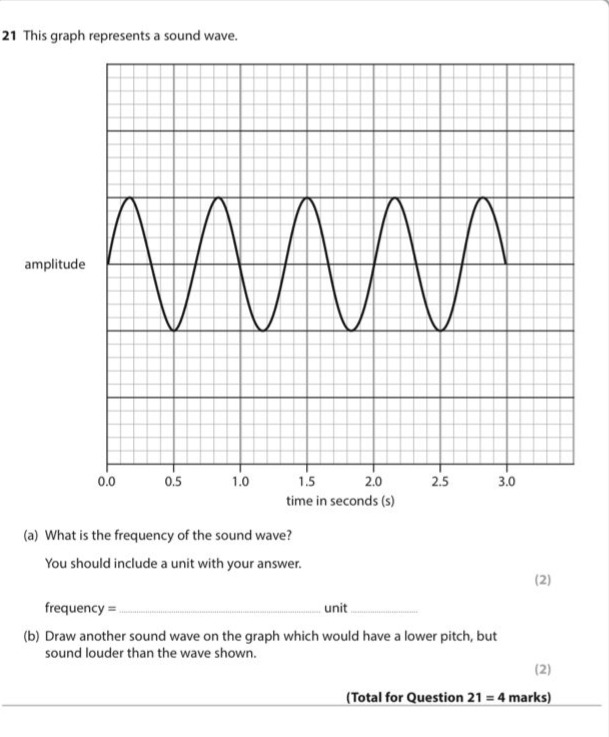 21 This graph represents a sound wave.
amplitude
0.0 0.5 1.0 1.5 2.0 2.5 3.0
time in seconds (s)
(a) What is the frequency of the sound wave?
You should include a unit with your answer.
(2)
frequency = ........................................ unit ....................
(b) Draw another sound wave on the graph which would have a lower pitch, but
sound louder than the wave shown.
(2)
(Total for Question 21 = 4 marks)